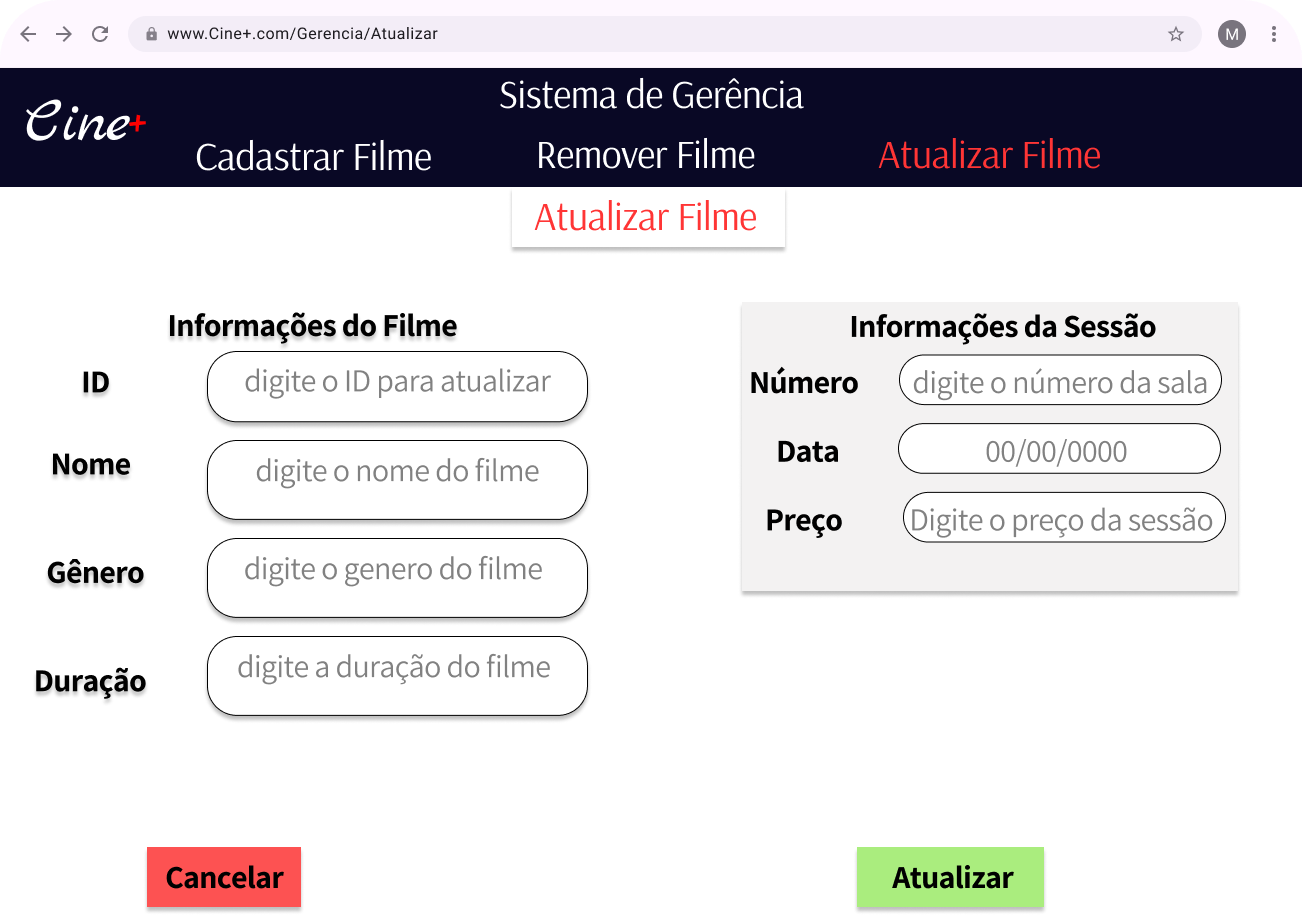 www.Cine+.com/Gerencia/Atualizar
M
Sistema de Gerência
Cine+
Cadastrar Filme
Remover Filme
Atualizar Filme
Atualizar Filme
Informações do Filme
ID
digite o ID para atualizar
Nome
digite o nome do filme
Gênero
digite o genero do filme
Duração
digite a duração do filme
Informações da Sessão
Número
digite o número da sala
Data
00/00/0000
Preço
Digite o preço da sessão
Cancelar
Atualizar